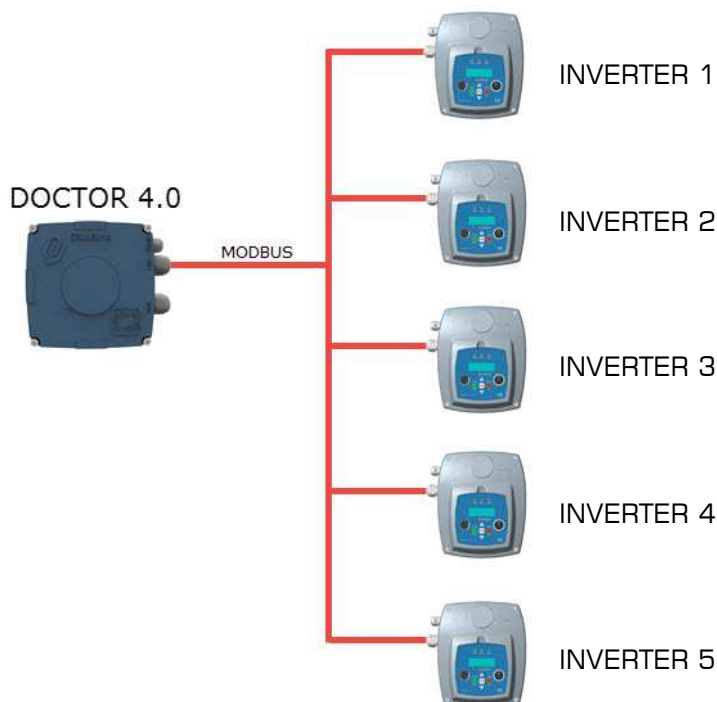 INVERTER 1
DOCTOR 4.0
INVERTER 2
MODBUS
INVERTER 3
INVERTER 4
INVERTER 5